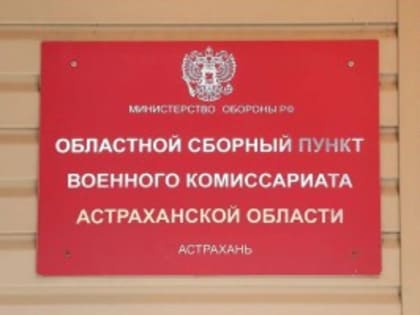 МИНИСТЕРСТВО ОБОРОНЫ РФ
ОБЛАСТНОЙ СБОРНЫЙ ПУНКТ
ВОЕННОГО КОМИССАРИАТА
АСТРАХАНСКОЙ ОБЛАСТИ
АСТРАХАНЬ